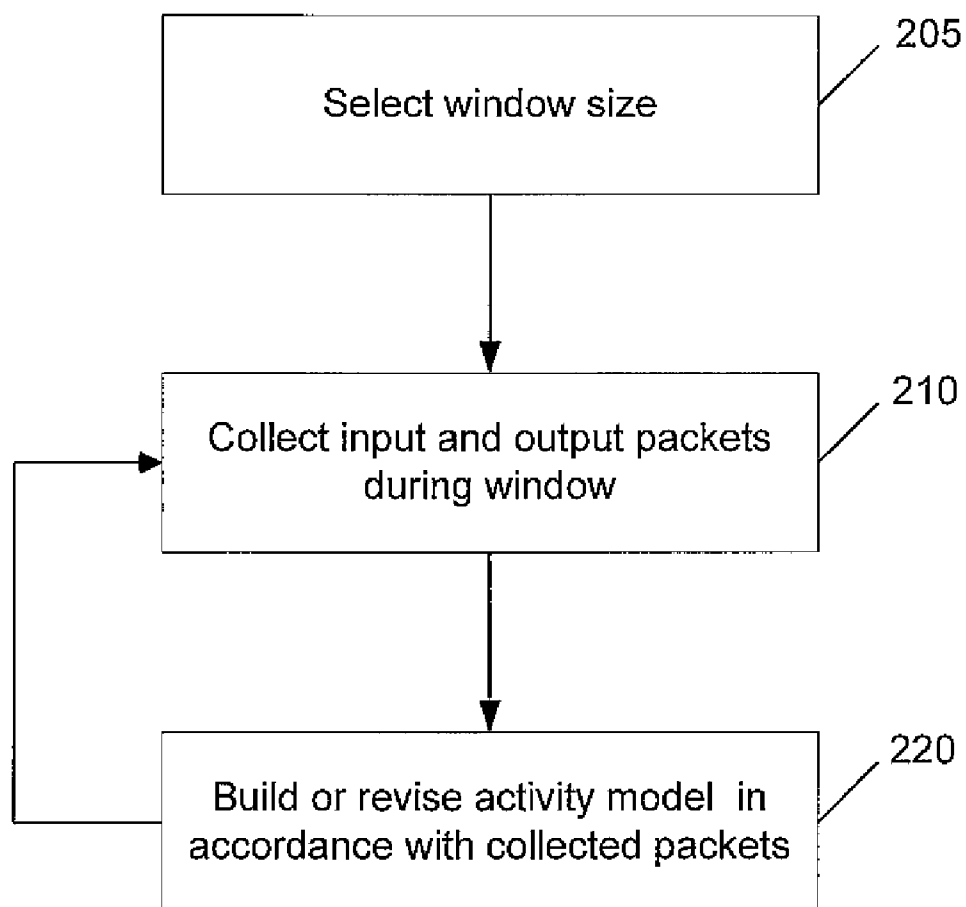 205
Select window size
210
Collect input and output packets
during window
220
Build or revise activity model in
accordance with collected packets